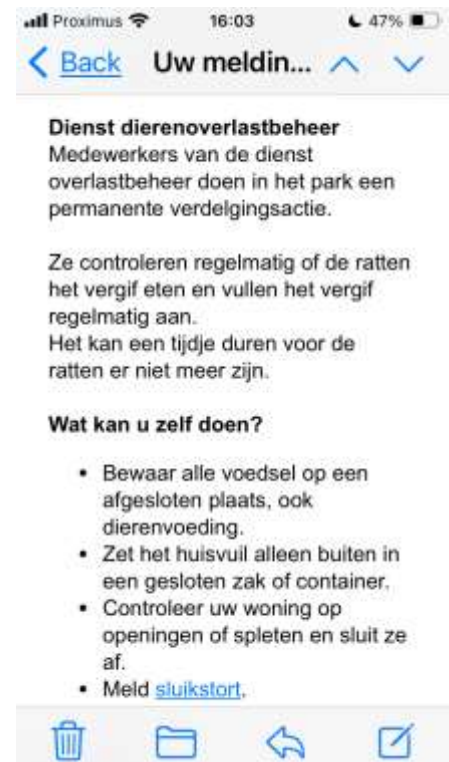 Proximus 16:03 47%
Back Uw meldin...
Dienst dierenoverlastbeheer
Medewerkers van de dienst
overlastbeheer doen in het park een
permanente verdelgingsactie.
Ze controleren regelmatig of de ratten
het vergif eten en vullen het vergif
regelmatig aan.
Het kan een tijdje duren voor de
ratten er niet meer zijn.
Wat kan u zelf doen?
• Bewaar alle voedsel op een
afgesloten plaats, ook
dierenvoeding.
• Zet het huisvuil alleen buiten in
een gesloten zak of container.
• Controleer uw woning op
openingen of spleten en sluit ze
af.
• Meld sluikstort.